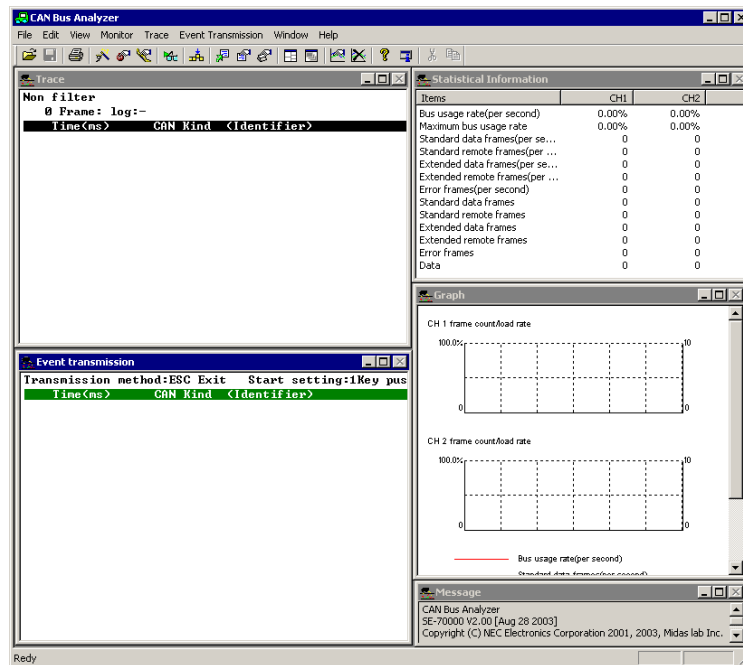 CAN Bus Analyzer
File Edit View Monitor Trace Event Transmission Window Help
Trace
Non filter
0 Frame: log:-
Time(ms) CAN Kind (Identifier)
Statistical Information
Items CH1 CH2
Bus usage rate(per second) 0.00% 0.00%
Maximum bus usage rate 0.00% 0.00%
Standard data frames(per se... 0 0
Standard remote frames(per ... 0 0
Extended data frames(per se... 0 0
Extended remote frames(per ... 0 0
Error frames(per second) 0 0
Standard data frames 0 0
Standard remote frames 0 0
Extended data frames 0 0
Extended remote frames 0 0
Error frames 0 0
Data 0 0
Graph
CH 1 frame count/load rate
100.0% 10
0 0
CH 2 frame count/load rate
100.0% 10
0 0
Bus usage rate(per second)
Standard data frames(per second)
Event transmission
Transmission method:ESC Exit Start setting:1Key pus
Time(ms) CAN Kind (Identifier)
Message
CAN Bus Analyzer
SE-70000 V2.00 [Aug 28 2003]
Copyright (C) NEC Electronics Corporation 2001, 2003, Midas lab Inc.
Redy